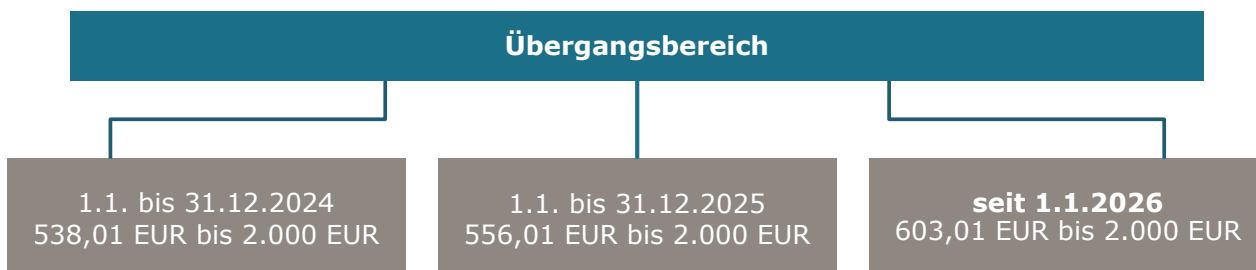 Übergangsbereich
1.1. bis 31.12.2024
538,01 EUR bis 2.000 EUR
1.1. bis 31.12.2025
556,01 EUR bis 2.000 EUR
seit 1.1.2026
603,01 EUR bis 2.000 EUR